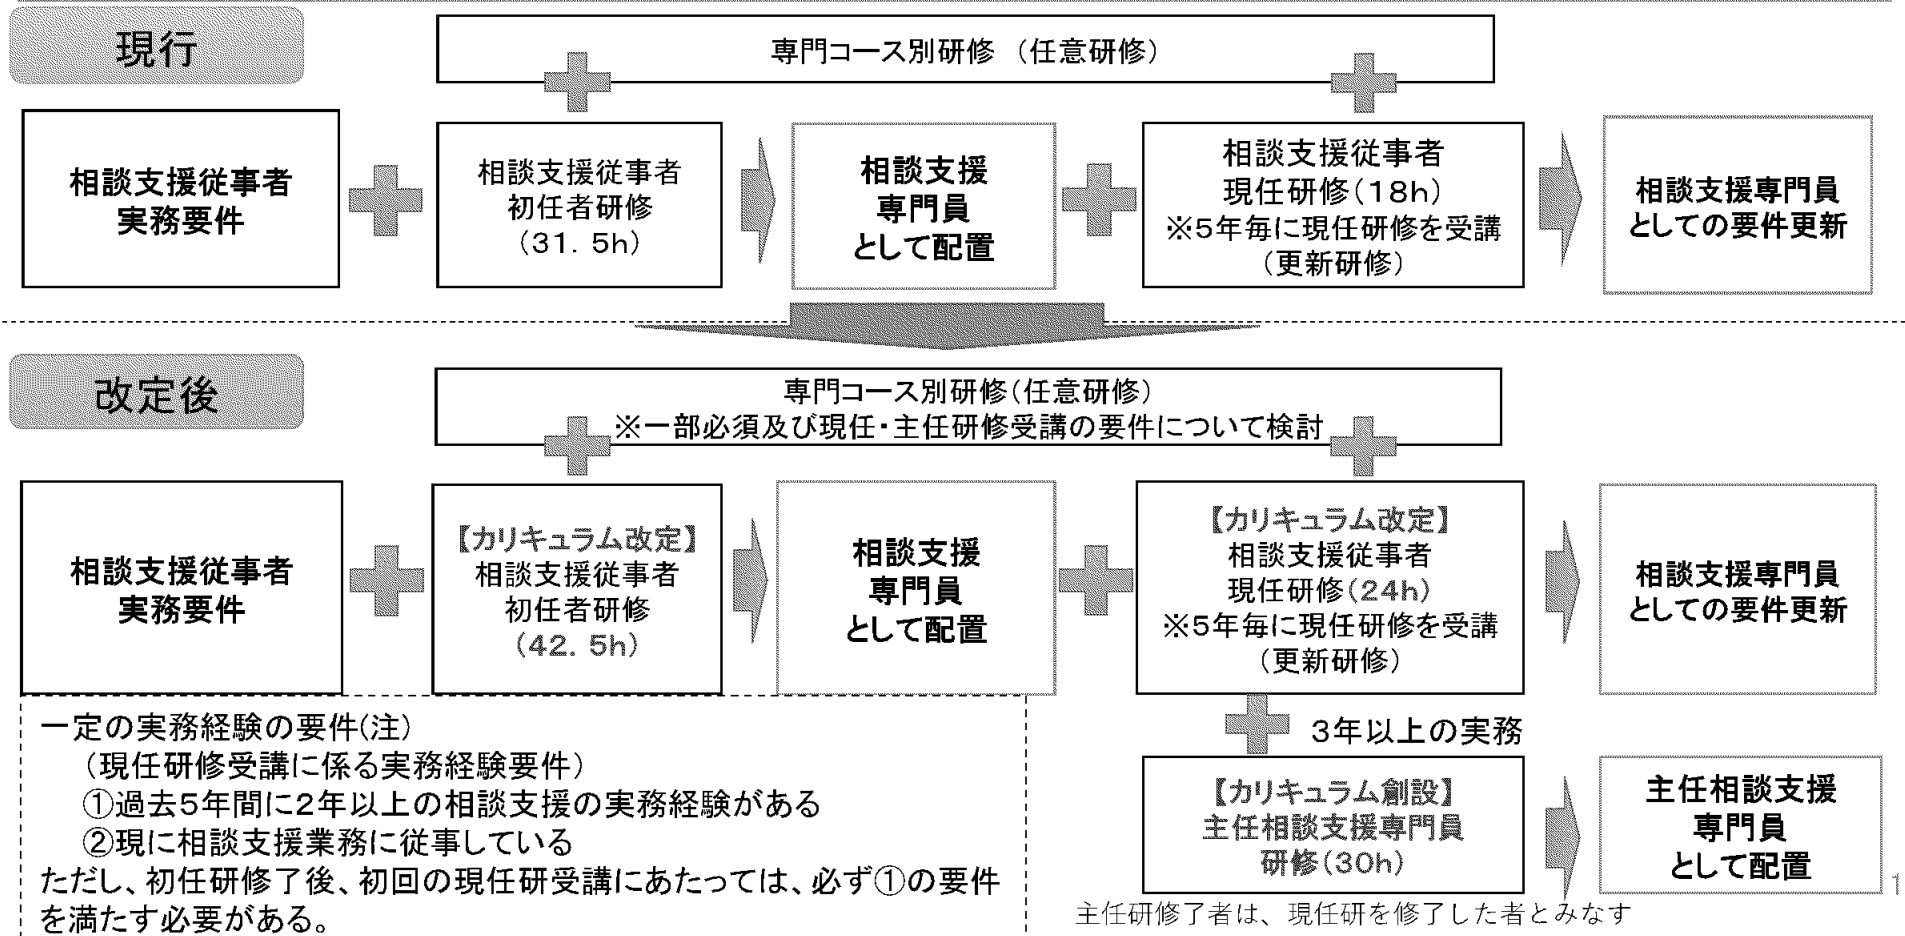 現行
専門コース別研修 （任意研修）
相談支援従事者
実務要件
相談支援従事者
初任者研修
（31．5h）
相談支援
専門員
として配置
相談支援従事者
現任研修（18h）
※5年毎に現任研修を受講
（更新研修）
相談支援専門員
としての要件更新
改定後
専門コース別研修（任意研修）
※一部必須及び現任・主任研修受講の要件について検討
相談支援従事者
実務要件
【カリキュラム改定】
相談支援従事者
初任者研修
（42．5h）
相談支援
専門員
として配置
【カリキュラム改定】
相談支援従事者
現任研修（24h）
※5年毎に現任研修を受講
（更新研修）
相談支援専門員
としての要件更新
一定の実務経験の要件(注)
（現任研修受講に係る実務経験要件）
①過去5年間に2年以上の相談支援の実務経験がある
②現に相談支援業務に従事している
ただし、初任研修了後、初回の現任研受講にあたっては、必ず①の要件
を満たす必要がある。
3年以上の実務
【カリキュラム創設】
主任相談支援専門員
研修（30h）
主任相談支援
専門員
として配置
主任研修了者は、現任研を修了した者とみなす
1